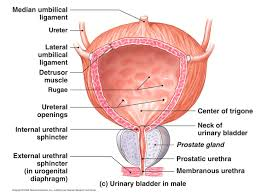 Median umbilical
ligament
Ureter
Lateral
umbilical
ligament
Detrusor
muscle
Rugae
Ureteral
openings
Internal urethral
sphincter
External urethral
sphincter
(in urogenital
diaphragm)
Center of trigone
Neck of
urinary bladder
Prostate gland
Prostatic urethra
Membranous urethra
(c) Urinary bladder in male